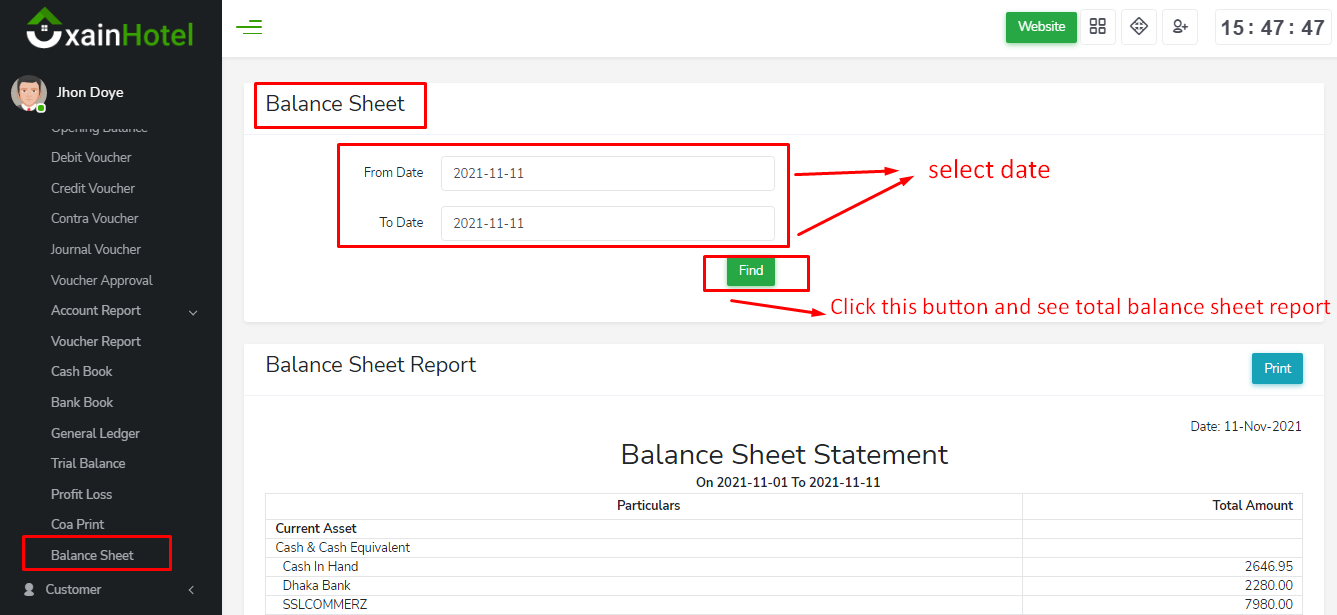 xainHotel
Website
15 : 47 : 47
Jhon Doye
Opening Balance
Debit Voucher
Credit Voucher
Contra Voucher
Journal Voucher
Voucher Approval
Account Report
Voucher Report
Cash Book
Bank Book
General Ledger
Trial Balance
Profit Loss
Coa Print
Balance Sheet
Customer
Balance Sheet
From Date 2021-11-11
To Date 2021-11-11
select date
Find
Click this button and see total balance sheet report
Balance Sheet Report
Print
Date: 11-Nov-2021
Balance Sheet Statement
On 2021-11-01 To 2021-11-11
Particulars Total Amount
Current Asset
Cash & Cash Equivalent
Cash In Hand 2646.95
Dhaka Bank 2280.00
SSLCOMMERZ 7980.00